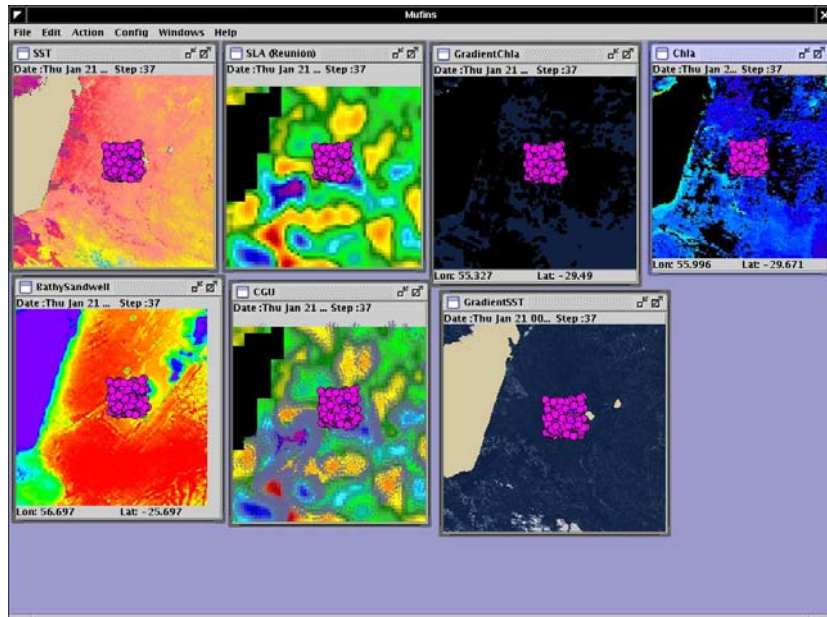 Mufins
File Edit Action Config Windows Help
SST
Date :Thu Jan 21 ... Step :37
SLA (Reunion)
Date :Thu Jan 21 ... Step :37
GradientChla
Date :Thu Jan 21 ... Step :37
Lon: 55.327 Lat: -29.49
Chla
Date :Thu Jan 2... Step :37
Lon: 55.996 Lat: -29.671
BathySandwell
Date :Thu Jan 21 ... Step :37
Lon: 56.697 Lat: -25.697
CGU
Date :Thu Jan 21 ... Step :37
GradientSST
Date :Thu Jan 21 00... Step :37